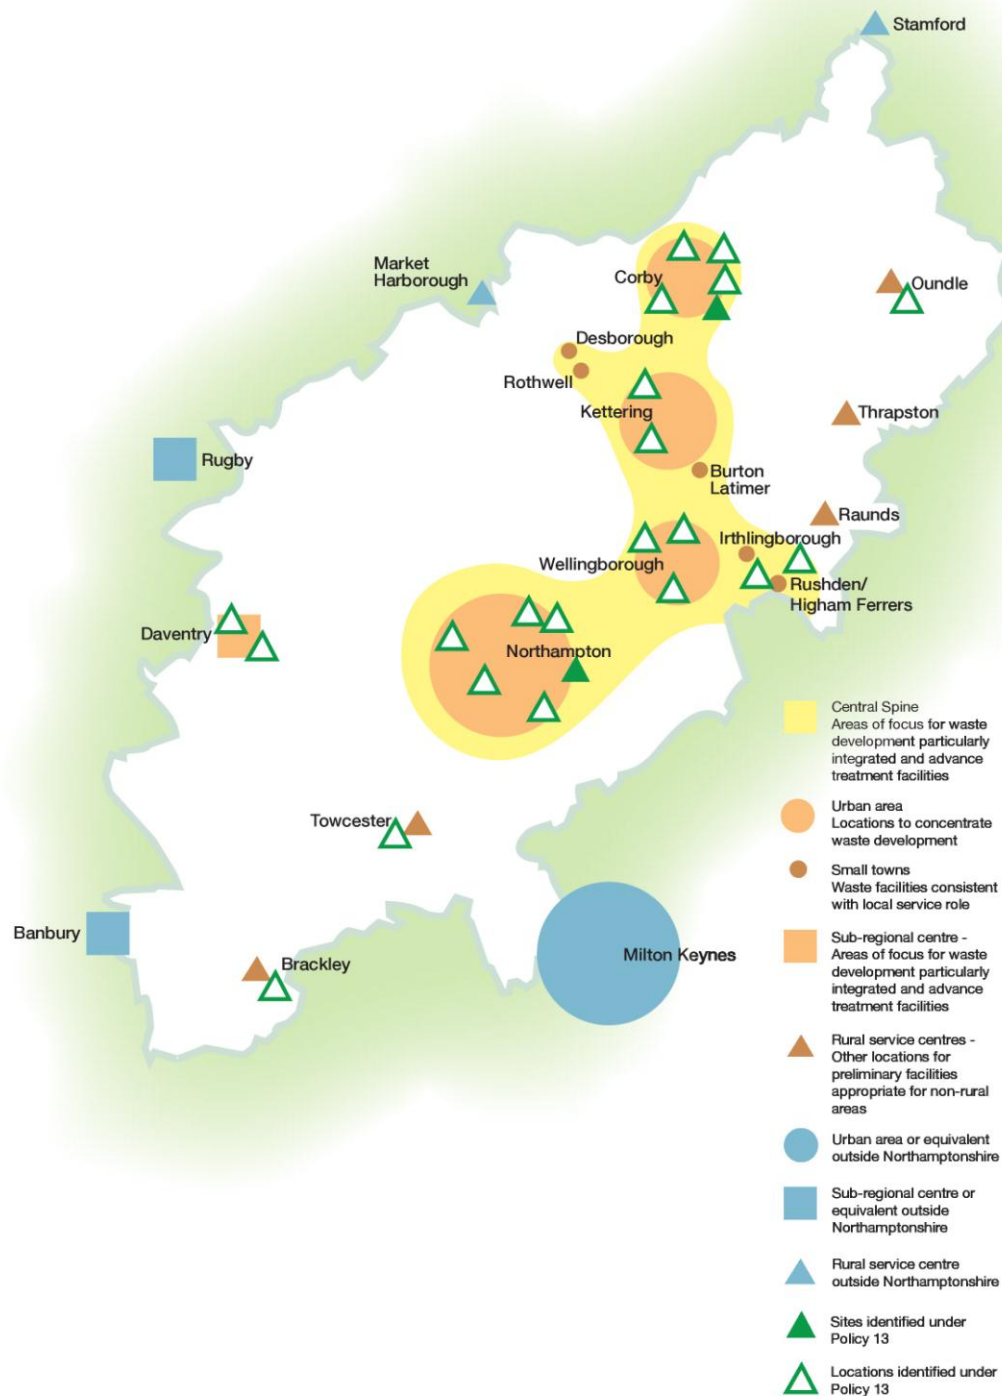 Stamford
Market
Harborough
Corby
Oundle
Desborough
Rothwell
Kettering
Thrapston
Rugby
Burton
Latimer
Raunds
Irthlingborough
Wellingborough
Rushden/
Higham Ferrers
Daventry
Northampton
Towcester
Banbury
Brackley
Milton Keynes
Central Spine
Areas of focus for waste
development particularly
integrated and advance
treatment facilities
Urban area
Locations to concentrate
waste development
Small towns
Waste facilities consistent
with local service role
Sub-regional centre -
Areas of focus for waste
development particularly
integrated and advance
treatment facilities
Rural service centres -
Other locations for
preliminary facilities
appropriate for non-rural
areas
Urban area or equivalent
outside Northamptonshire
Sub-regional centre or
equivalent outside
Northamptonshire
Rural service centre
outside Northamptonshire
Sites identified under
Policy 13
Locations identified under
Policy 13